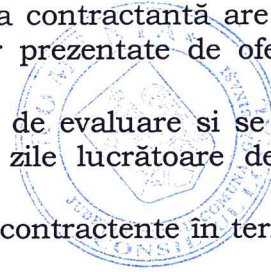 a contractantă are
prezentate de ofe
de evaluare si se
zile lucrătoare de
contractente în ter